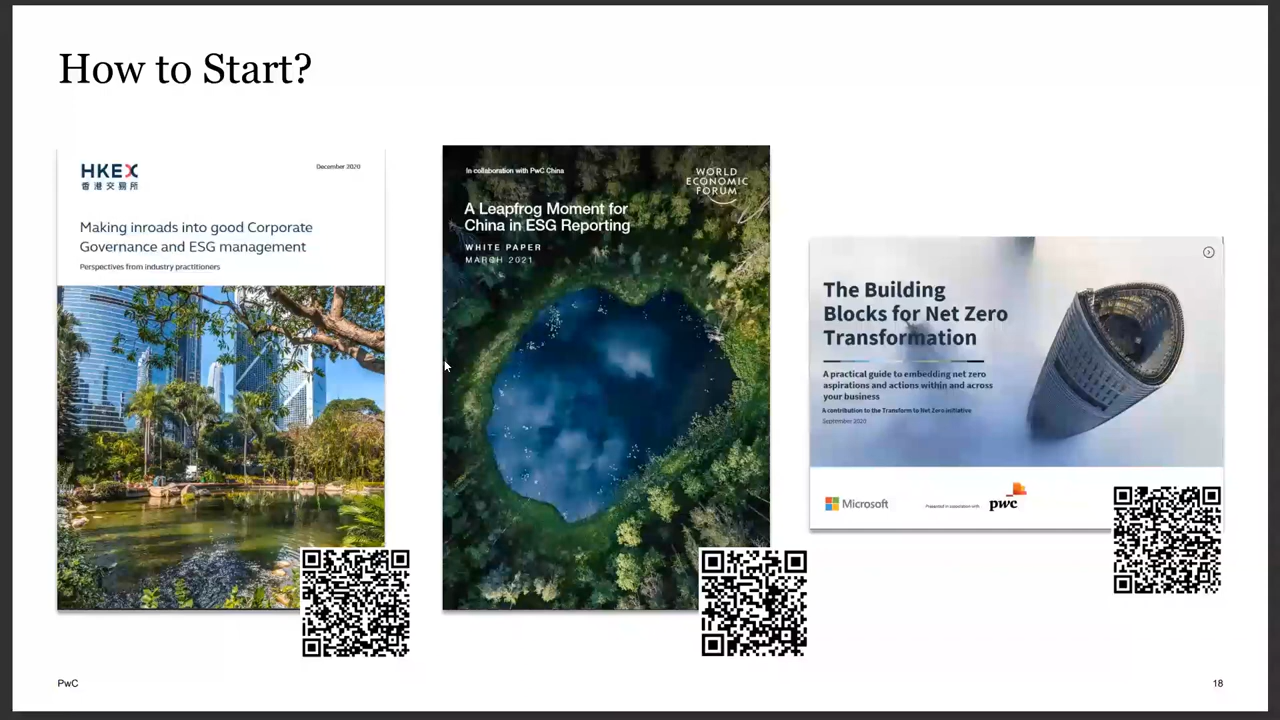 How to Start?
HKEX
香港交易所
December 2020
Making inroads into good Corporate
Governance and ESG management
Perspectives from industry practitioners
In collaboration with PwC China
WORLD
ECONOMIC
FORUM
A Leapfrog Moment for
China in ESG Reporting
WHITE PAPER
MARCH 2021
The Building
Blocks for Net Zero
Transformation
A practical guide to embedding net zero
aspirations and actions within and across
your business
A contribution to the Transform to Net Zero initiative
September 2020
Microsoft
Presented in association with
pwc
PwC
18